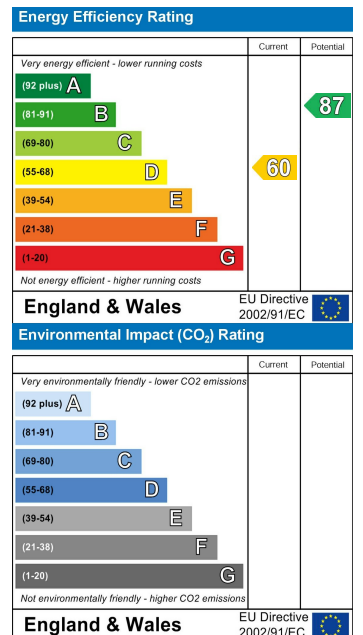 Energy Efficiency Rating
Current Potential
Very energy efficient - lower running costs
(92 plus) A
(81-91) B
87
(69-80) C
(55-68) D
60
(39-54) E
(21-38) F
(1-20) G
Not energy efficient - higher running costs
England & Wales
EU Directive
2002/91/EC
Environmental Impact (CO₂) Rating
Current Potential
Very environmentally friendly - lower CO2 emissions
(92 plus) A
(81-91) B
(69-80) C
(55-68) D
(39-54) E
(21-38) F
(1-20) G
Not environmentally friendly - higher CO2 emissions
England & Wales
EU Directive
2002/91/EC